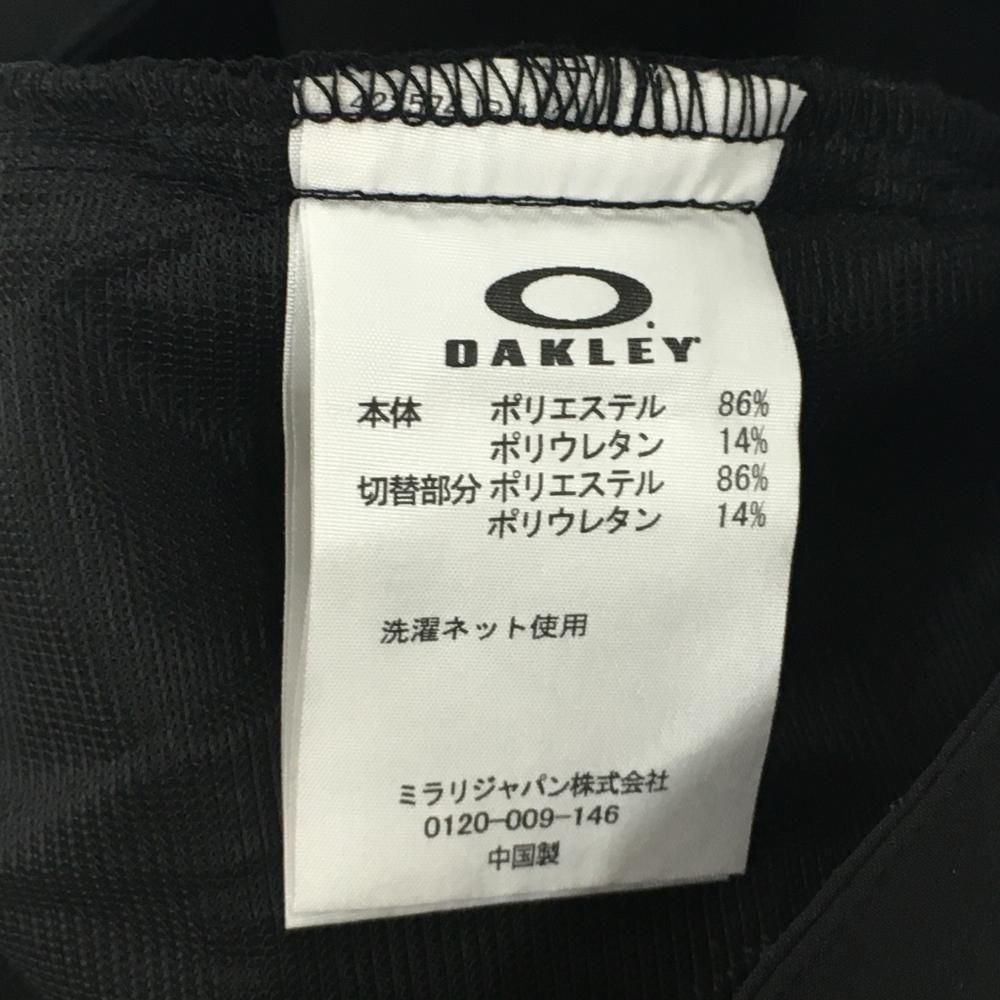 OAKLEY
本体 ポリエステル 86%
ポリウレタン 14%
切替部分 ポリエステル 86%
ポリウレタン 14%
洗濯ネット使用
ミラリジャパン株式会社
0120-009-146
中国製